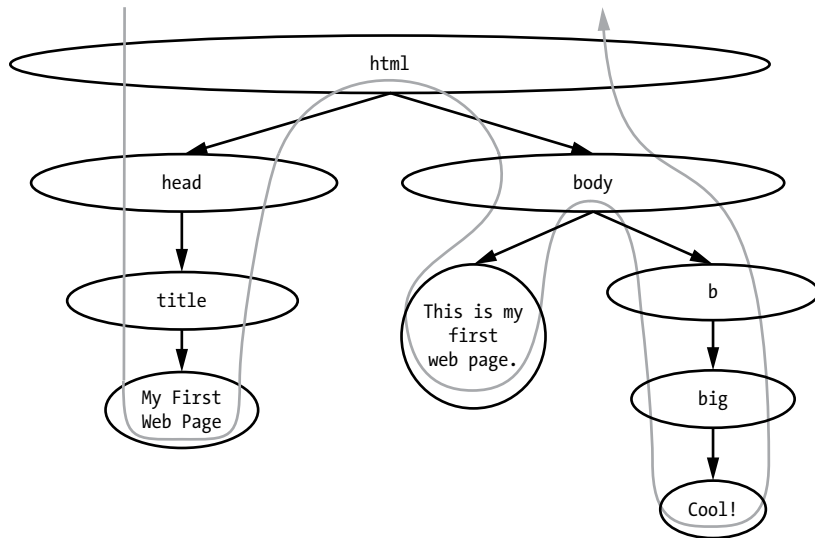 html
head
body
title
This is my
first
web page.
b
My First
Web Page
big
Cool!